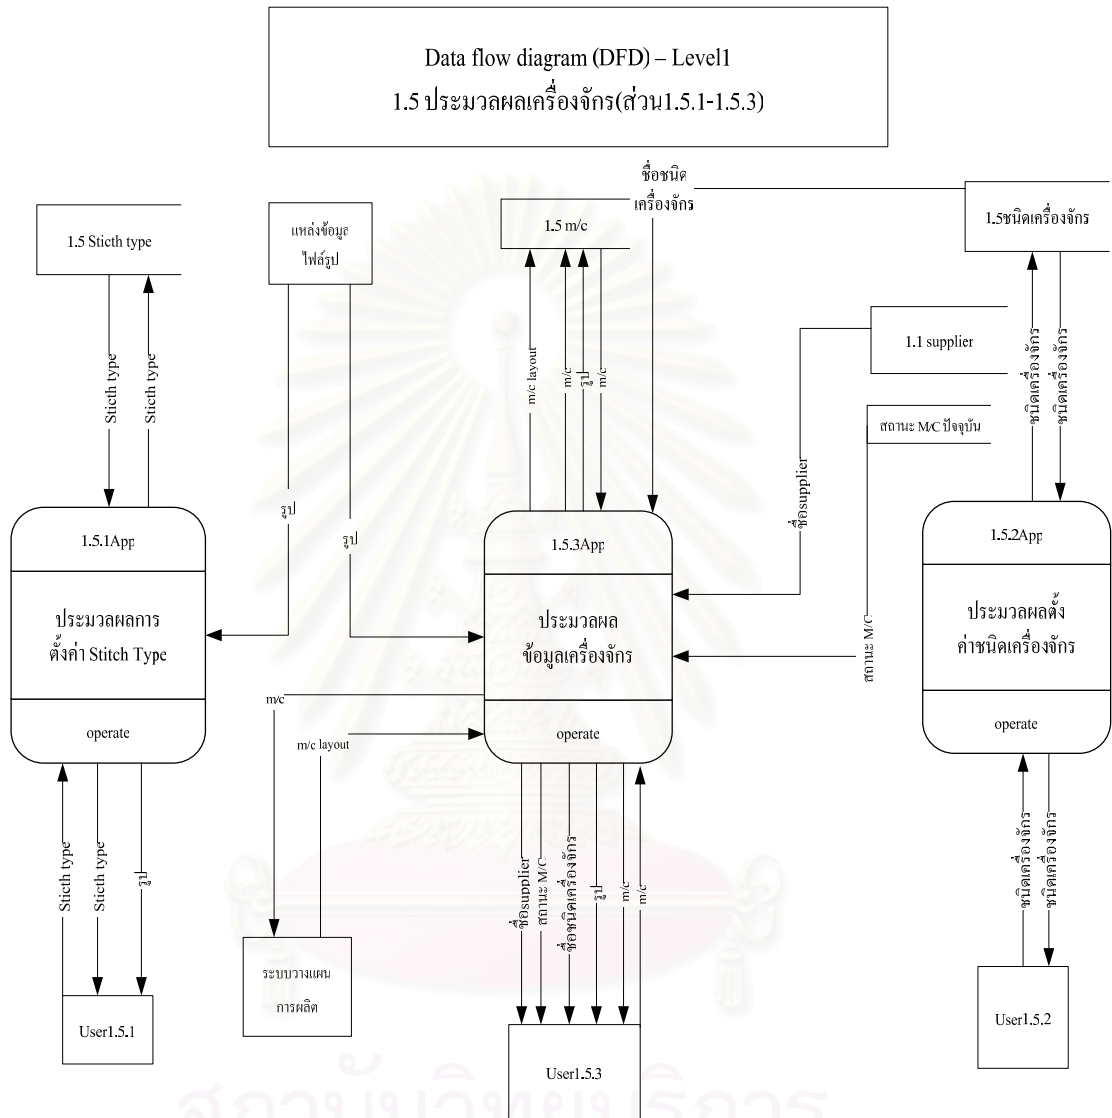 Data flow diagram (DFD) – Level1
1.5 ประมวลผลเครื่องจักร(ส่วน1.5.1-1.5.3)
ชื่อชนิด
เครื่องจักร
1.5 Sticth type
แหล่งข้อมูล
ไฟล์รูป
1.5 m/c
1.5ชนิดเครื่องจักร
1.1 supplier
สถานะ M/C ปัจจุบัน
Sticth type
Sticth type
m/c layout
m/c
รูป
m/c
ชนิดเครื่องจักร
ชนิดเครื่องจักร
รูป
รูป
ชื่อsupplier
สถานะ M/C
1.5.1App
ประมวลผลการ
ตั้งค่า Stitch Type
operate
1.5.3App
ประมวลผล
ข้อมูลเครื่องจักร
operate
1.5.2App
ประมวลผลตั้ง
ค่าชนิดเครื่องจักร
operate
m/c
m/c layout
Sticth type
Sticth type
รูป
ชื่อsupplier
สถานะ M/C
ชื่อชนิดเครื่องจักร
รูป
m/c
m/c
ชนิดเครื่องจักร
ชนิดเครื่องจักร
ระบบวางแผน
การผลิต
User1.5.1
User1.5.3
User1.5.2
สถาบันวิทยบริการ